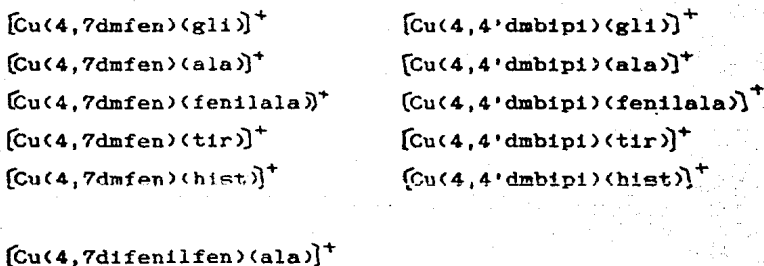 [Cu(4,7dmfen)(gli)]+ [Cu(4,4'dmbipi)(gli)]+
[Cu(4,7dmfen)(ala)]+ [Cu(4,4'dmbipi)(ala)]+
[Cu(4,7dmfen)(fenilala)]+ [Cu(4,4'dmbipi)(fenilala)]+
[Cu(4,7dmfen)(tir)]+ [Cu(4,4'dmbipi)(tir)]+
[Cu(4,7dmfen)(hist)]+ [Cu(4,4'dmbipi)(hist)]+
[Cu(4,7difenilfen)(ala)]+